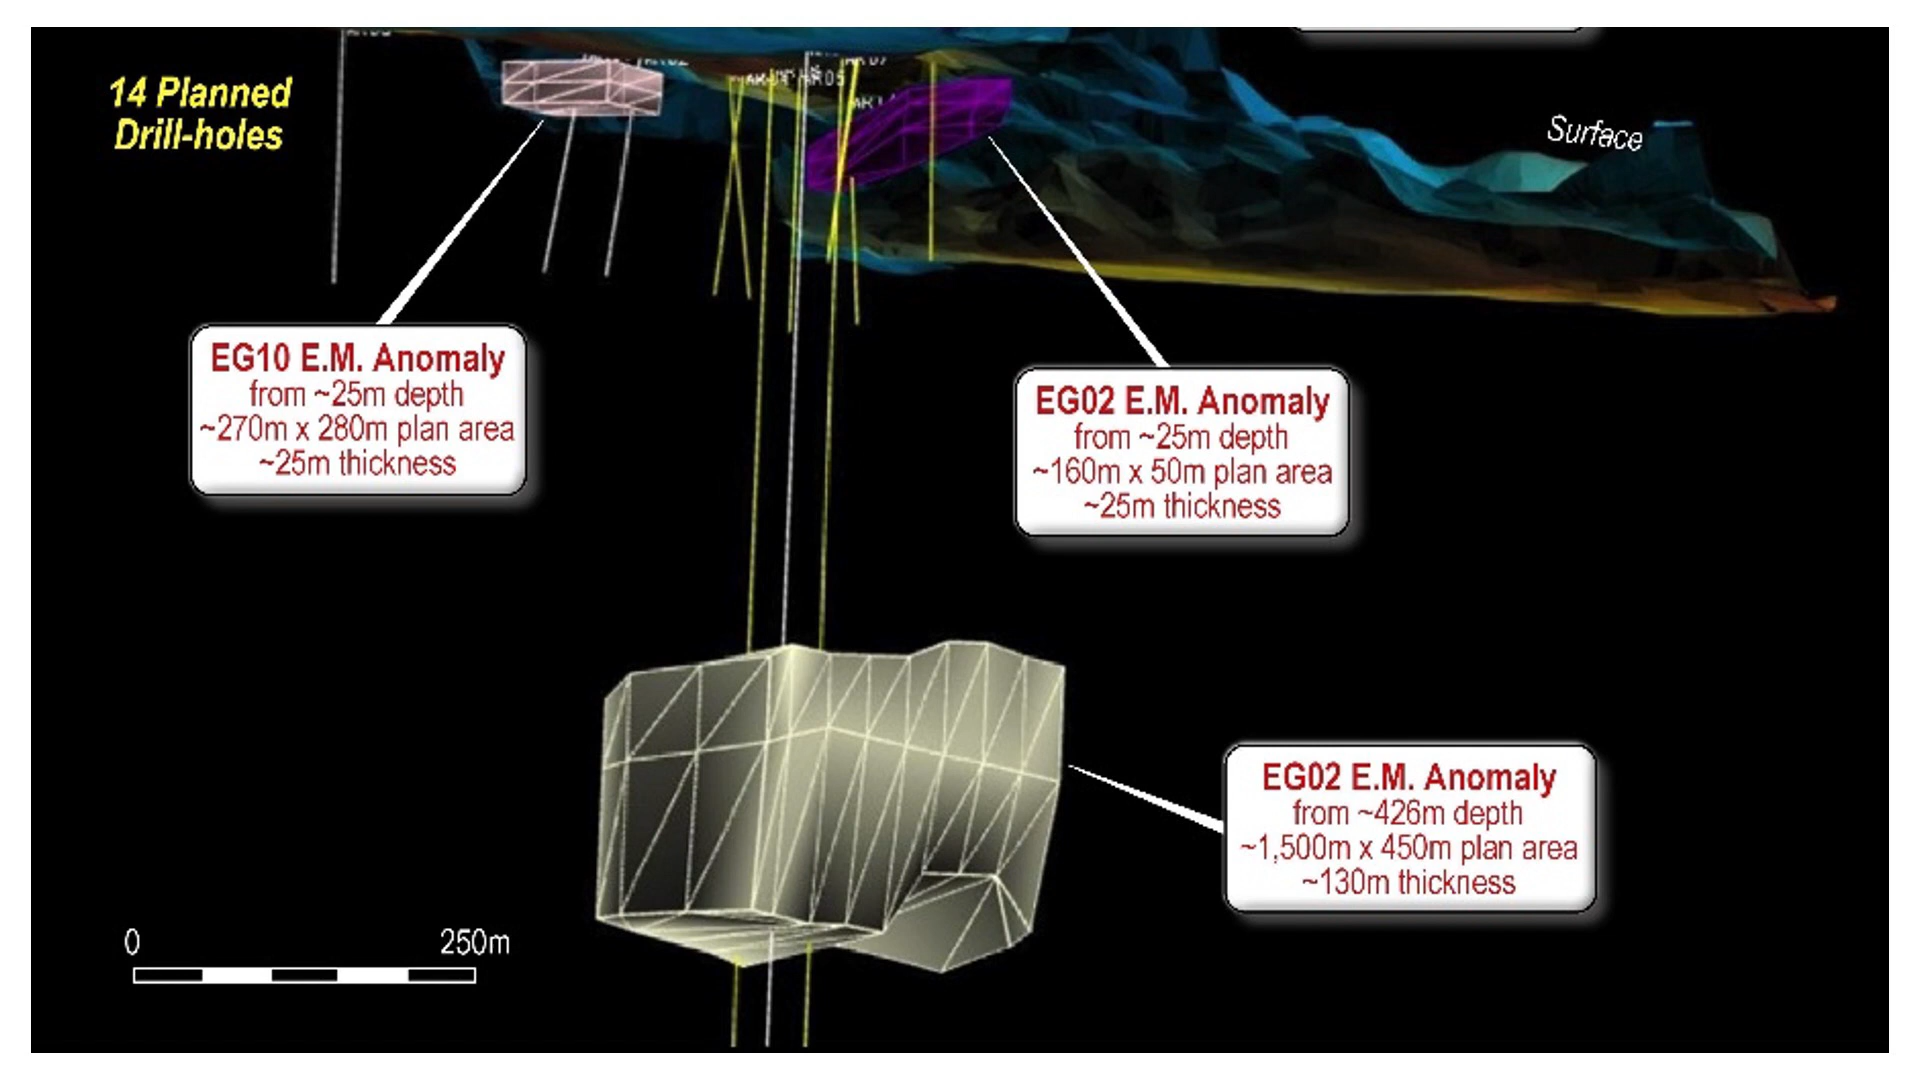 14 Planned
Drill-holes
AR05
Surface
EG10 E.M. Anomaly
from ~25m depth
~270m x 280m plan area
~25m thickness
EG02 E.M. Anomaly
from ~25m depth
~160m x 50m plan area
~25m thickness
EG02 E.M. Anomaly
from ~426m depth
~1,500m x 450m plan area
~130m thickness
0 250m